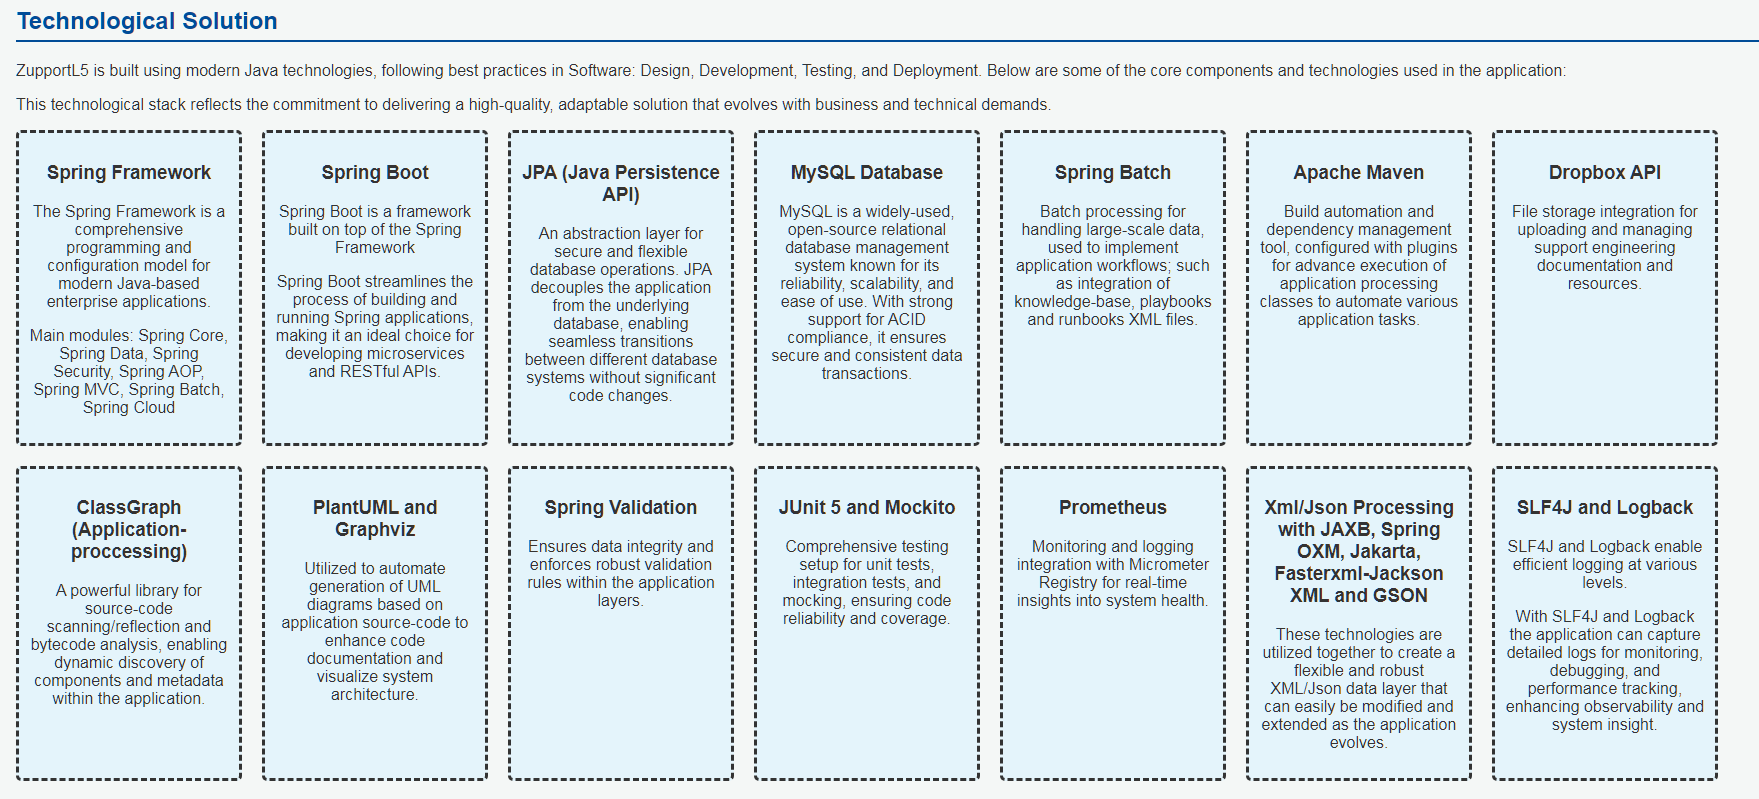 Technological Solution
ZupportL5 is built using modern Java technologies, following best practices in Software: Design, Development, Testing, and Deployment. Below are some of the core components and technologies used in the application:
This technological stack reflects the commitment to delivering a high-quality, adaptable solution that evolves with business and technical demands.
Spring Framework
The Spring Framework is a
comprehensive
programming and
configuration model for
modern Java-based
enterprise applications.
Main modules: Spring Core,
Spring Data, Spring
Security, Spring AOP,
Spring MVC, Spring Batch,
Spring Cloud
Spring Boot
Spring Boot is a framework
built on top of the Spring
Framework
Spring Boot streamlines the
process of building and
running Spring applications,
making it an ideal choice for
developing microservices
and RESTful APIs.
JPA (Java Persistence
API)
An abstraction layer for
secure and flexible
database operations. JPA
decouples the application
from the underlying
database, enabling
seamless transitions
between different database
systems without significant
code changes.
MySQL Database
MySQL is a widely-used,
open-source relational
database management
system known for its
reliability, scalability, and
ease of use. With strong
support for ACID
compliance, it ensures
secure and consistent data
transactions.
Spring Batch
Batch processing for
handling large-scale data,
used to implement
application workflows; such
as integration of
knowledge-base, playbooks
and runbooks XML files.
Apache Maven
Build automation and
dependency management
tool, configured with plugins
for advance execution of
application processing
classes to automate various
application tasks.
Dropbox API
File storage integration for
uploading and managing
support engineering
documentation and
resources.
ClassGraph
(Application-
proccessing)
A powerful library for
source-code
scanning/reflection and
bytecode analysis, enabling
dynamic discovery of
components and metadata
within the application.
PlantUML and
Graphviz
Utilized to automate
generation of UML
diagrams based on
application source-code to
enhance code
documentation and
visualize system
architecture.
Spring Validation
Ensures data integrity and
enforces robust validation
rules within the application
layers.
JUnit 5 and Mockito
Comprehensive testing
setup for unit tests,
integration tests, and
mocking, ensuring code
reliability and coverage.
Prometheus
Monitoring and logging
integration with Micrometer
Registry for real-time
insights into system health.
Xml/Json Processing
with JAXB, Spring
OXM, Jakarta,
Fasterxml-Jackson
XML and GSON
These technologies are
utilized together to create a
flexible and robust
XML/Json data layer that
can easily be modified and
extended as the application
evolves.
SLF4J and Logback
SLF4J and Logback enable
efficient logging at various
levels.
With SLF4J and Logback
the application can capture
detailed logs for monitoring,
debugging, and
performance tracking,
enhancing observability and
system insight.